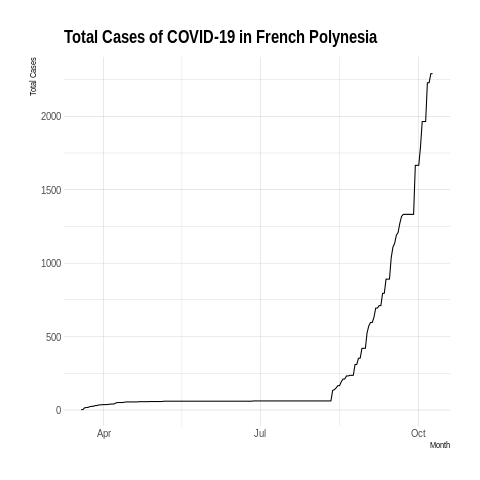 Total Cases of COVID-19 in French Polynesia
Total Cases
2000
1500
1000
500
0
Apr
Jul
Oct
Month